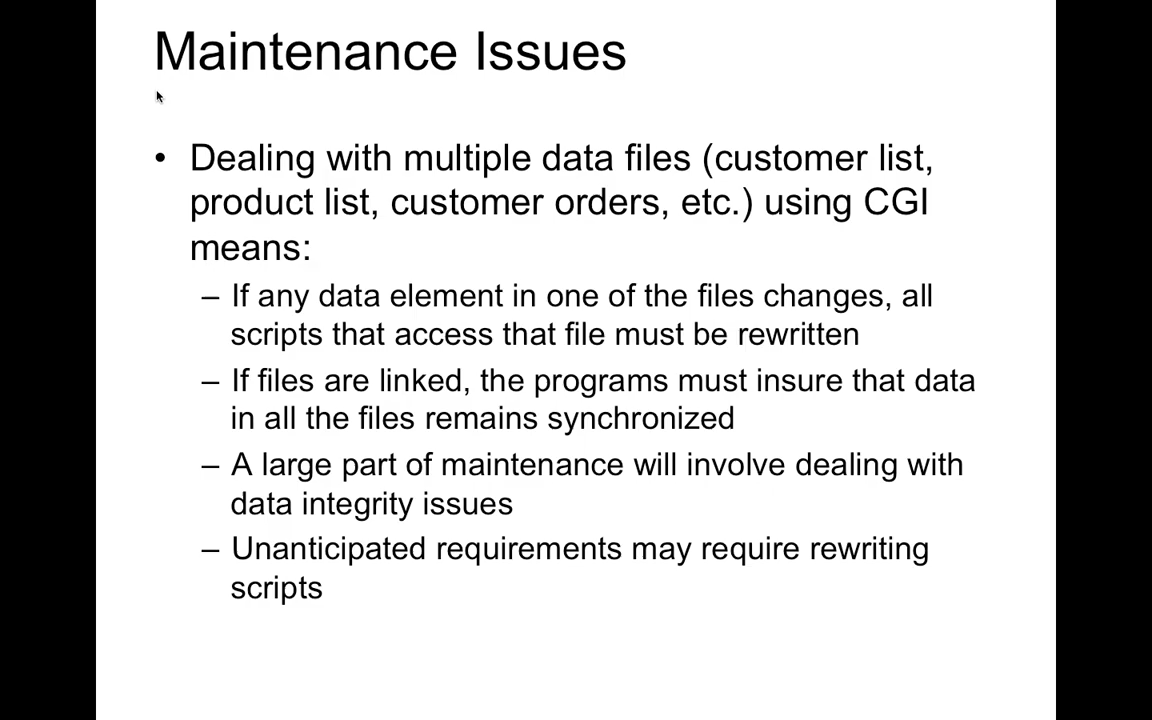 Maintenance Issues
• Dealing with multiple data files (customer list,
product list, customer orders, etc.) using CGI
means:
– If any data element in one of the files changes, all
scripts that access that file must be rewritten
– If files are linked, the programs must insure that data
in all the files remains synchronized
– A large part of maintenance will involve dealing with
data integrity issues
– Unanticipated requirements may require rewriting
scripts